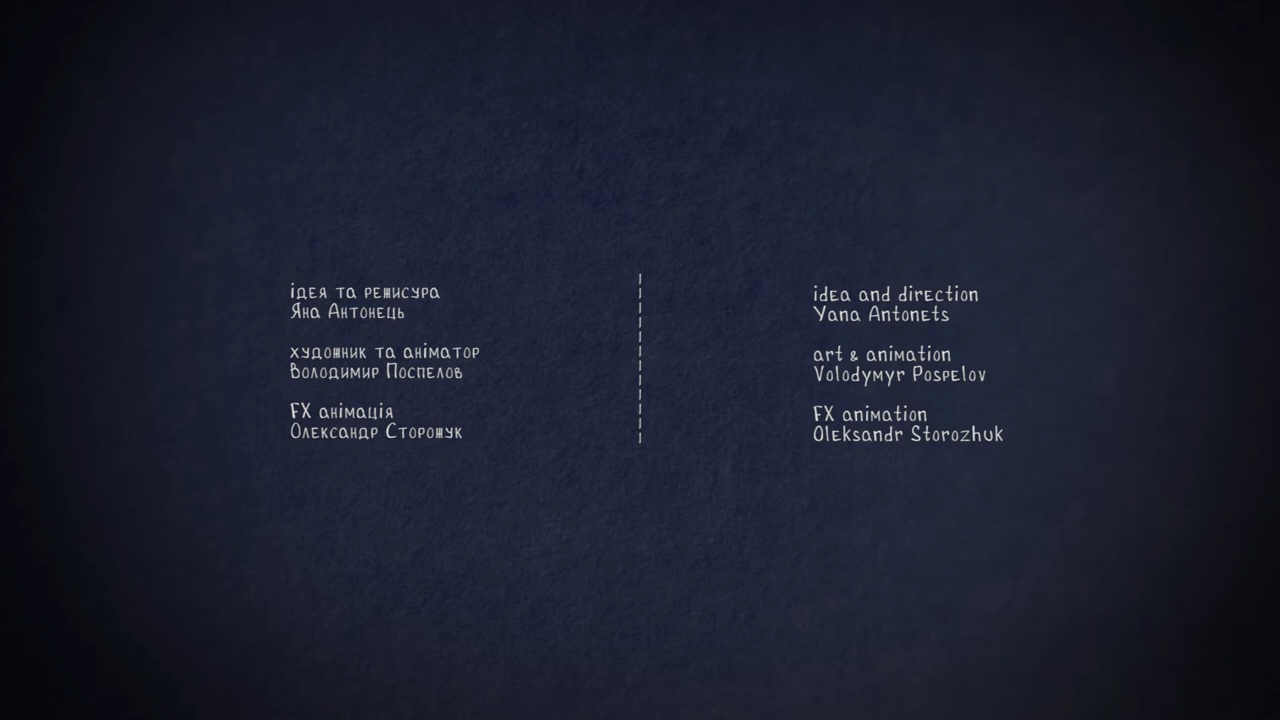 ідея та режисура
Яна Антонець
художник та аніматор
Володимир Поспелов
FX анімація
Олександр Сторожук
idea and direction
Yana Antonets
art & animation
Volodymyr Pospelov
FX animation
Oleksandr Storozhuk